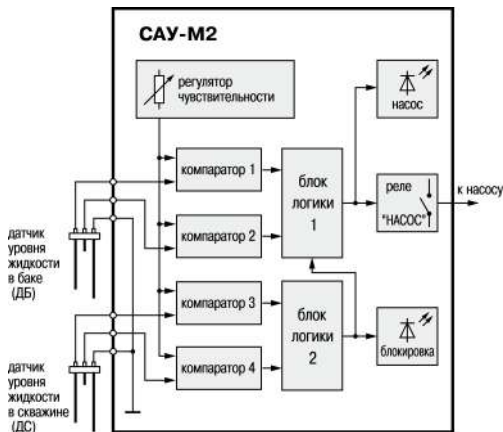 САУ-М2
регулятор
чувствительности
насос
компаратор 1
блок
логики
1
реле
"НАСОС"
к насосу
компаратор 2
датчик
уровня
жидкости
в баке
(ДБ)
компаратор 3
блок
логики
2
блокировка
компаратор 4
датчик
уровня
жидкости
в скважине
(ДС)